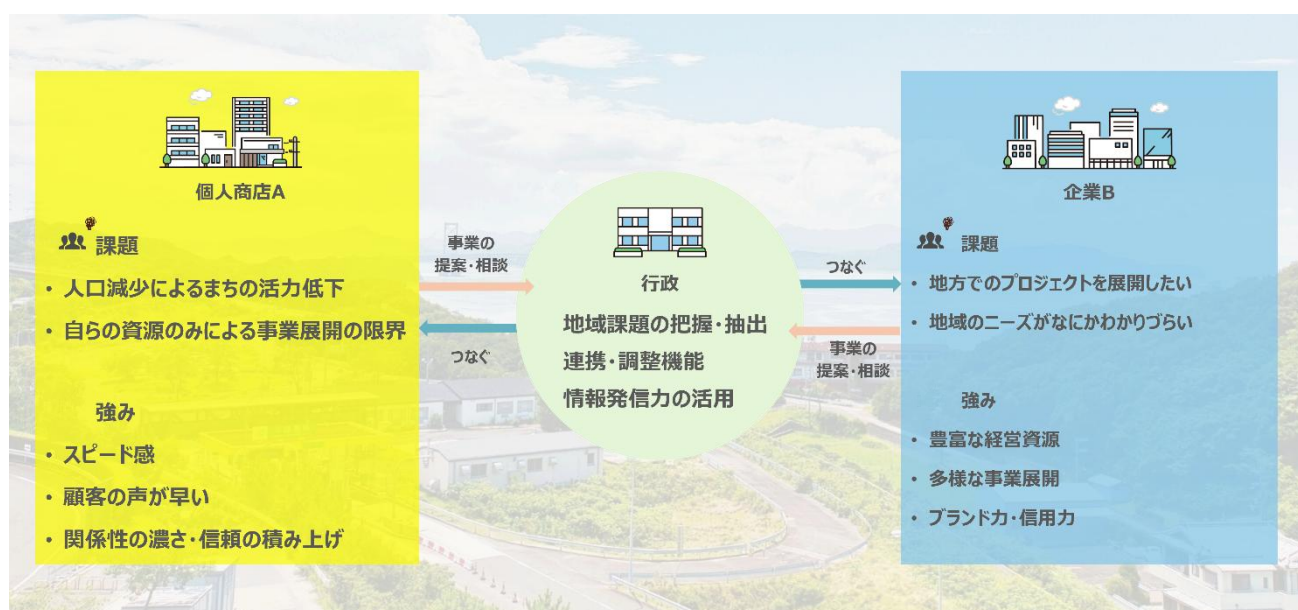 個人商店A
課題
・ 人口減少によるまちの活力低下
・ 自らの資源のみによる事業展開の限界
強み
・ スピード感
・ 顧客の声が早い
・ 関係性の濃さ・信頼の積み上げ
事業の
提案・相談
つなぐ
行政
地域課題の把握・抽出
連携・調整機能
情報発信力の活用
つなぐ
事業の
提案・相談
企業B
課題
・ 地方でのプロジェクトを展開したい
・ 地域のニーズがなにかわかりづらい
強み
・ 豊富な経営資源
・ 多様な事業展開
・ ブランド力・信用力